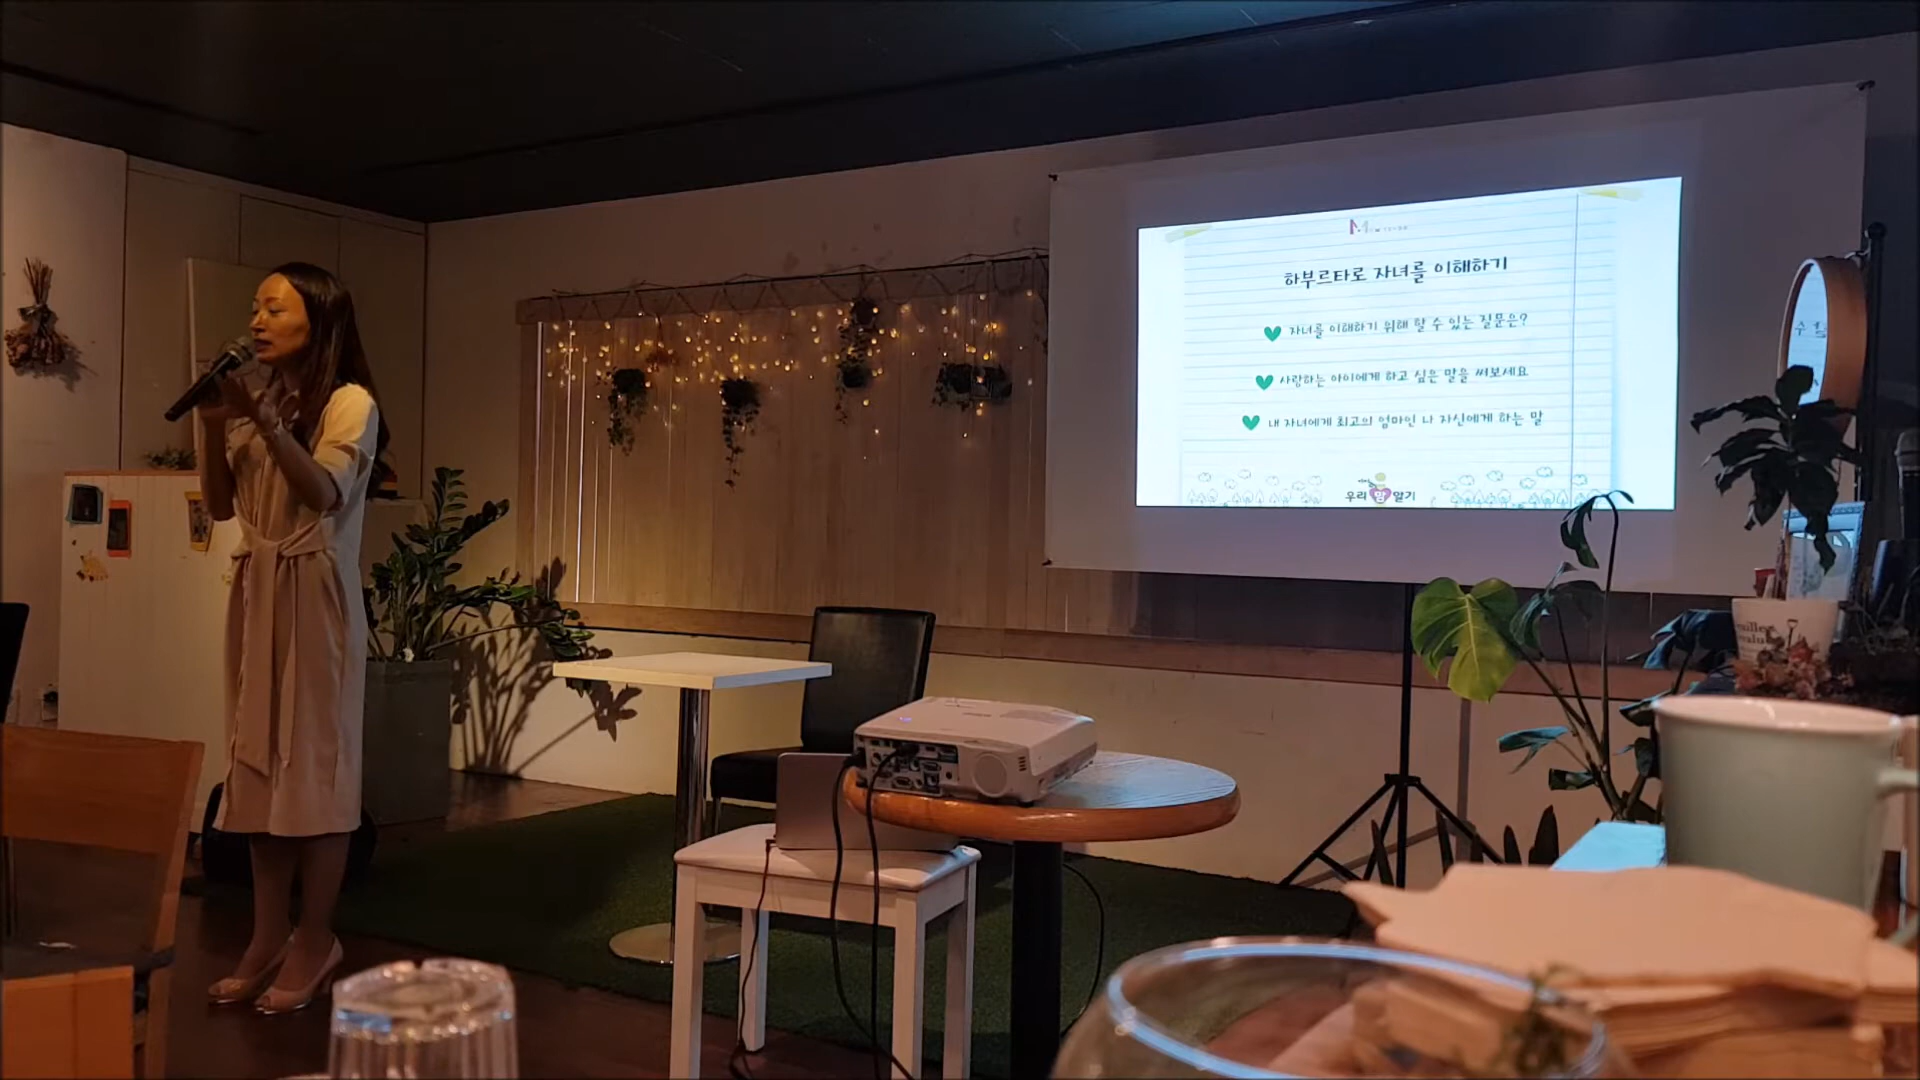 하부르타로 자녀를 이해하기
자녀를 이해하기 위해 할 수 있는 질문은?
사랑하는 아이에게 하고 싶은 말을 써보세요
내 자녀에게 최고의 엄마인 나 자신에게 하는 말
우리 맘 알기